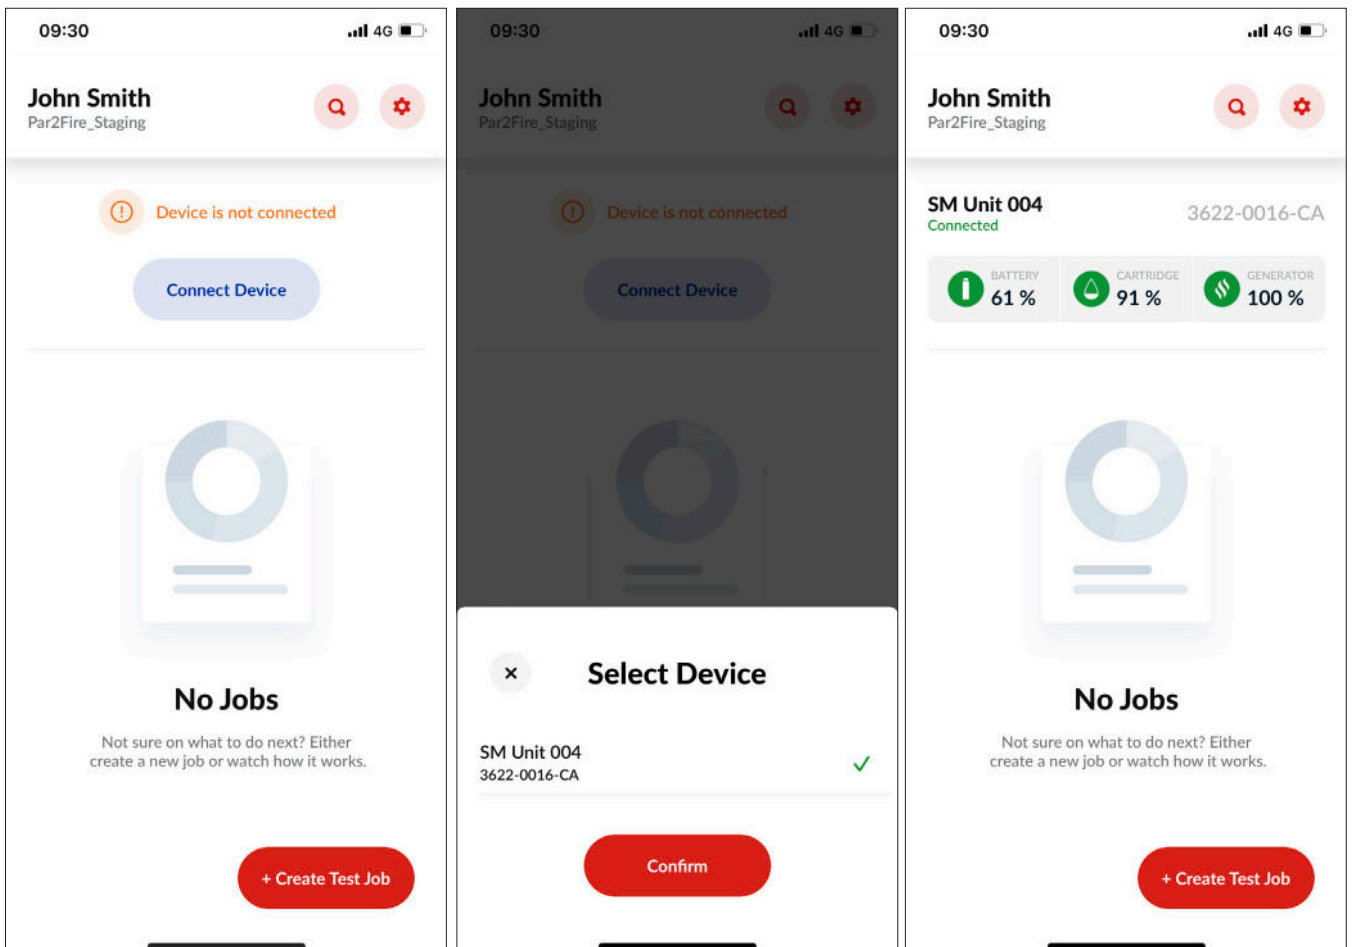 09:30
4G
John Smith
Par2Fire_Staging
Device is not connected
Connect Device
No Jobs
Not sure on what to do next? Either
create a new job or watch how it works.
+ Create Test Job
09:30
4G
John Smith
Par2Fire_Staging
Device is not connected
Connect Device
Select Device
SM Unit 004
3622-0016-CA
Confirm
09:30
4G
John Smith
Par2Fire_Staging
SM Unit 004
3622-0016-CA
Connected
BATTERY
61 %
CARTRIDGE
91 %
GENERATOR
100 %
No Jobs
Not sure on what to do next? Either
create a new job or watch how it works.
+ Create Test Job